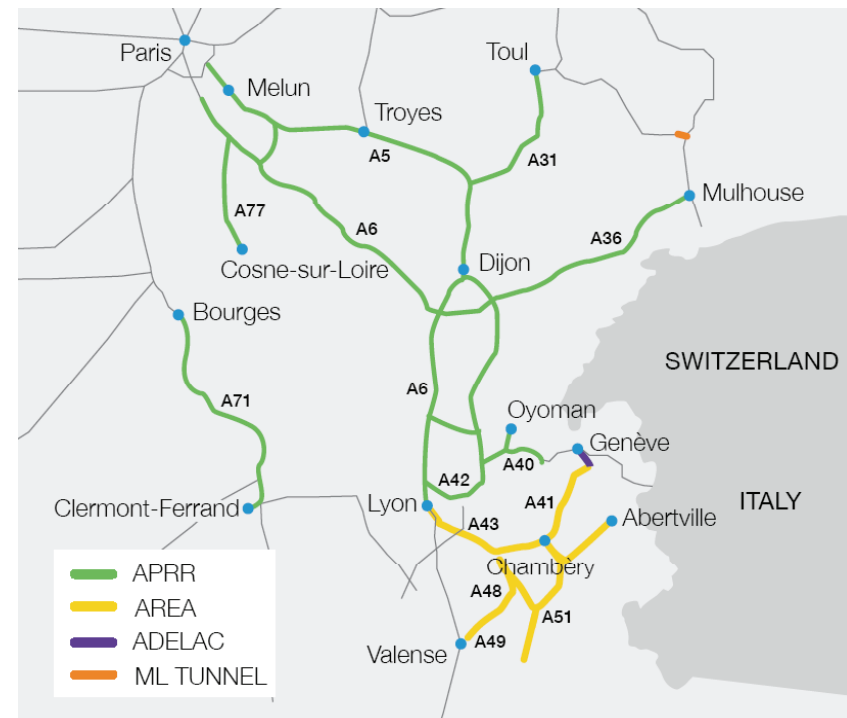 Paris
Toul
Melun
Troyes
A5
A31
Mulhouse
A77
A6
A36
Cosne-sur-Loire
Dijon
Bourges
SWITZERLAND
A6
A71
Oyoman
Genève
A42
A40
ITALY
Clermont-Ferrand
Lyon
A43
A41
Abertville
Chambèry
A48
A51
A49
Valense
APRR
AREA
ADELAC
ML TUNNEL